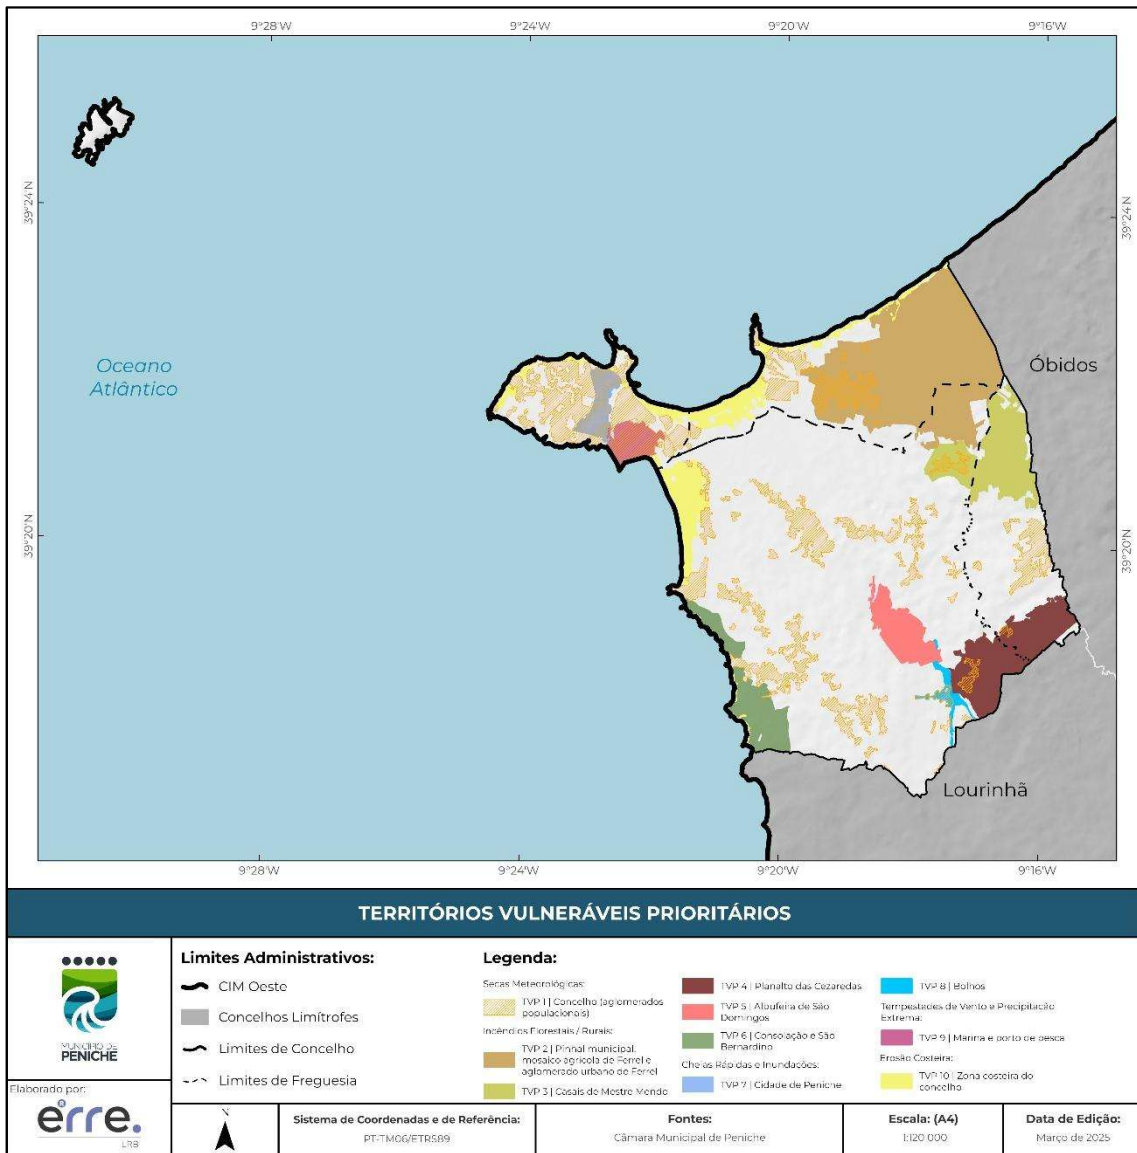 9°28'W
9°24'W
9°20'W
9°16'W
39°24'N
39°24'N
Oceano
Atlântico
Óbidos
39°20'N
39°20'N
Lourinhã
9°28'W
9°24'W
9°20'W
9°16'W
TERRITÓRIOS VULNERÁVEIS PRIORITÁRIOS
MUNICÍPIO DE
PENICHE
Elaborado por:
erre.
LRB
Limites Administrativos:
CIM Oeste
Concelhos Limítrofes
Limites de Concelho
Limites de Freguesia
Legenda:
Secas Meteorológicas:
TVP 1 | Concelho (aglomerados
populacionais)
Incêndios Florestais / Rurais:
TVP 2 | Pinhal municipal,
mosaico agrícola de Ferrel e
aglomerado urbano de Ferrel
TVP 3 | Casais de Mestre Mendo
TVP 4 | Planalto das Cezaredas
TVP 5 | Albufeira de São
Domingos
TVP 6 | Consolação e São
Bernardino
Cheias Rápidas e Inundações:
TVP 7 | Cidade de Peniche
TVP 8 | Bolhos
Tempestades de Vento e Precipitação
Extrema:
TVP 9 | Marina e porto de pesca
Erosão Costeira:
TVP 10 | Zona costeira do
concelho
N
Sistema de Coordenadas e de Referência:
PT-TM06/ETRS89
Fontes:
Câmara Municipal de Peniche
Escala: (A4)
1:120 000
Data de Edição:
Março de 2025